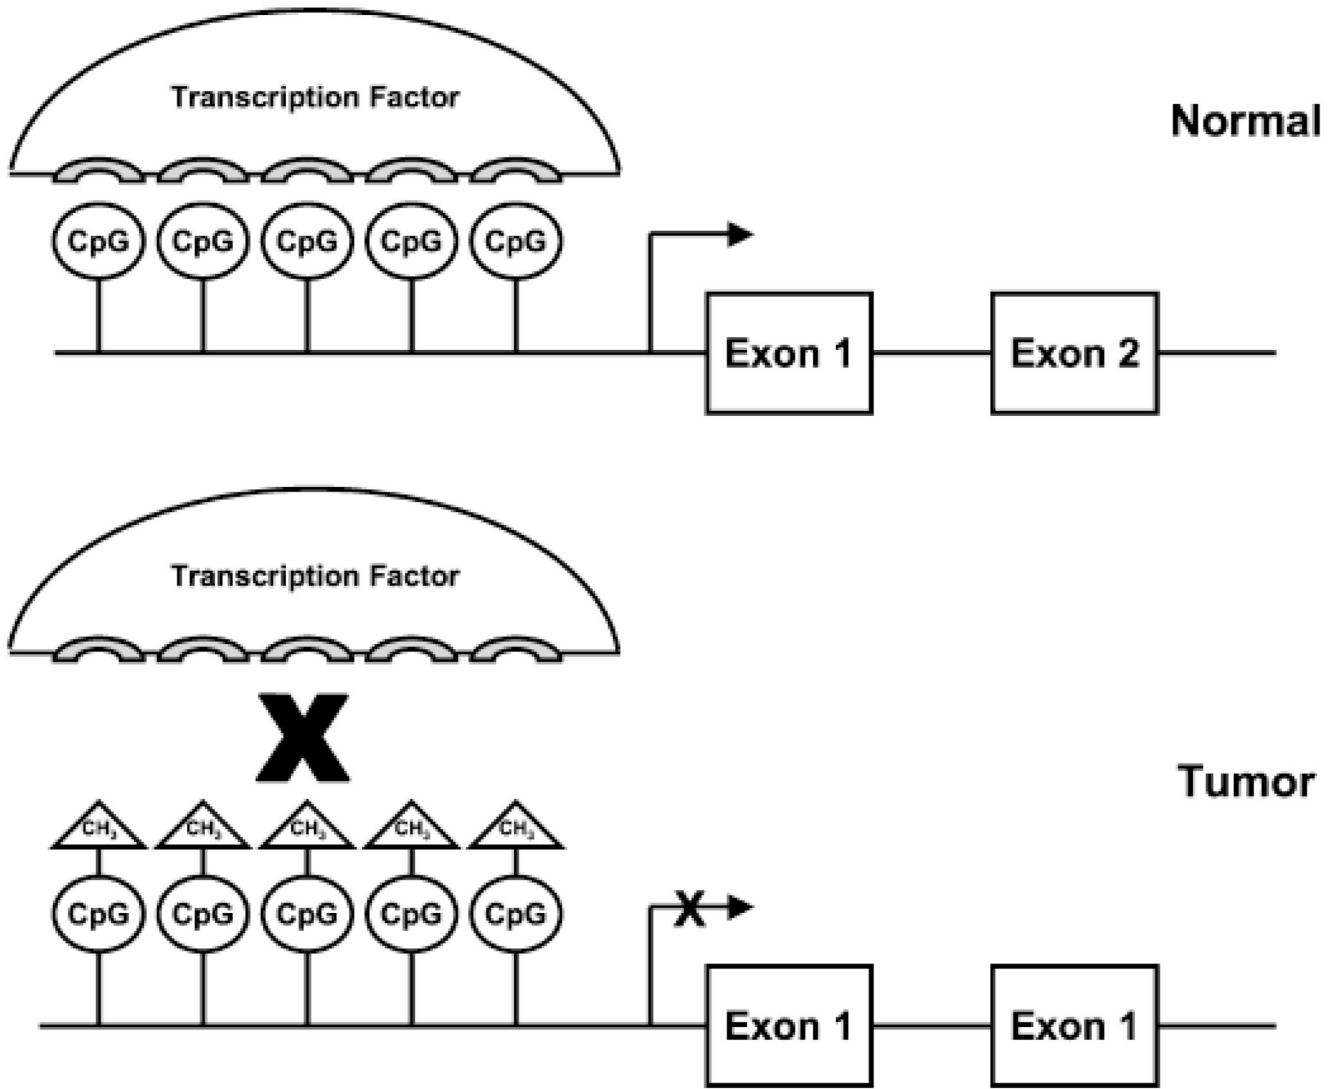 Transcription Factor
Normal
CpG CpG CpG CpG CpG
Exon 1 Exon 2
Transcription Factor
X
Tumor
CH₃ CH₃ CH₃ CH₃ CH₃
X
CpG CpG CpG CpG CpG
Exon 1 Exon 1